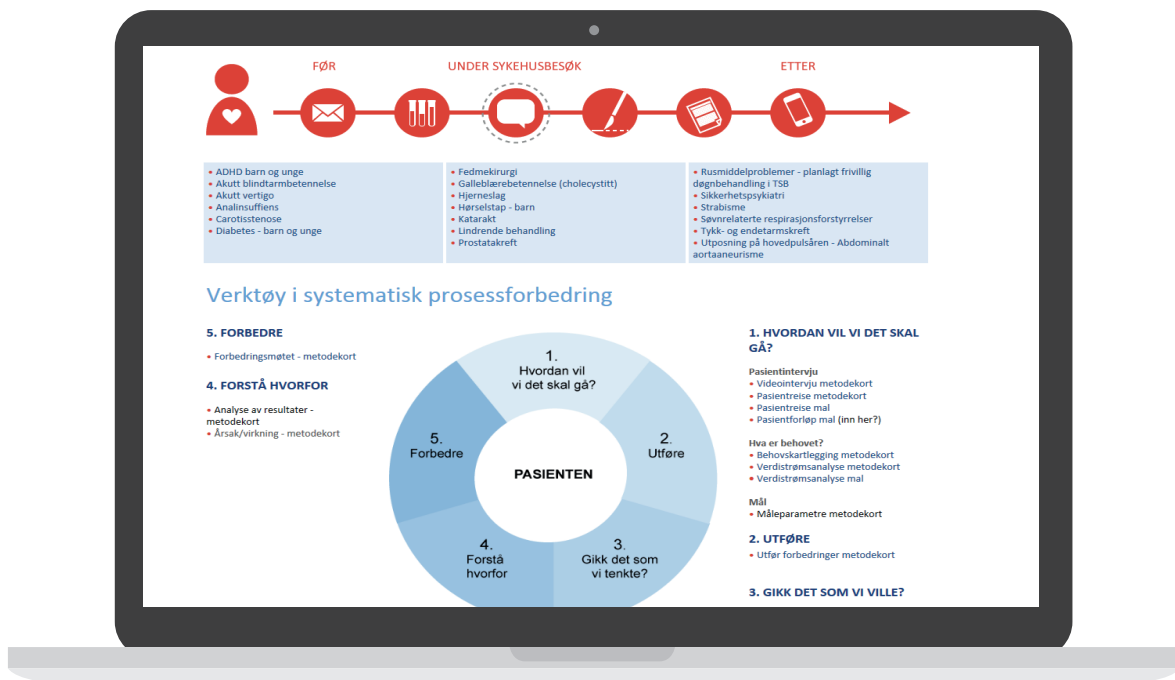 FØR
UNDER SYKEHUSBESØK
ETTER
• ADHD barn og unge
• Akutt blindtarmbetennelse
• Akutt vertigo
• Analinsuffiens
• Carotisstenose
• Diabetes - barn og unge
• Fedmekirurgi
• Galleblærebetennelse (cholecystitt)
• Hjerneslag
• Hørselstap - barn
• Katarakt
• Lindrende behandling
• Prostatakreft
• Rusmiddelproblemer - planlagt frivillig
døgnbehandling i TSB
• Sikkerhetspsykiatri
• Strabisme
• Søvnrelaterte respirasjonsforstyrrelser
• Tykk- og endetarmskreft
• Utposning på hovedpulsåren - Abdominalt
aortaaneurisme
Verktøy i systematisk prosessforbedring
5. FORBEDRE
• Forbedringsmøtet - metodekort
4. FORSTÅ HVORFOR
• Analyse av resultater -
metodekort
• Årsak/virkning - metodekort
1.
Hvordan vil
vi det skal gå?
2.
Utføre
3.
Gikk det som
vi tenkte?
4.
Forstå
hvorfor
5.
Forbedre
PASIENTEN
1. HVORDAN VIL VI DET SKAL
GÅ?
Pasientintervju
• Videointervju metodekort
• Pasientreise metodekort
• Pasientreise mal
• Pasientforløp mal (inn her?)
Hva er behovet?
• Behovskartlegging metodekort
• Verdistrømsanalyse metodekort
• Verdistrømsanalyse mal
Mål
• Måleparametre metodekort
2. UTFØRE
• Utfør forbedringer metodekort
3. GIKK DET SOM VI VILLE?